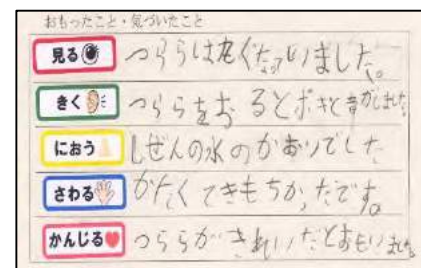 おもったこと・気づいたこと
見る つららは丸くなっていました。
きく つららをおるとポキと音がしました
におう しぜんの水のかおりでした
さわる かたくてきもちかったです。
かんじる つららがきれいだとおもいました